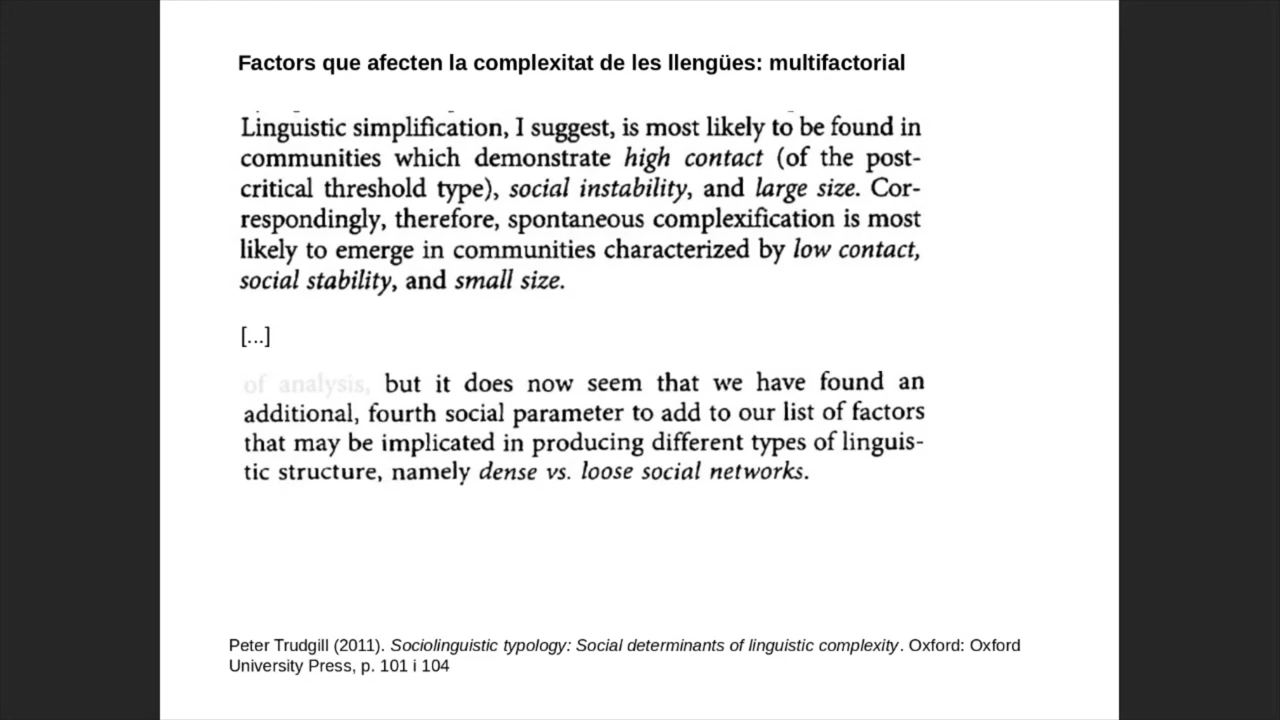 Factors que afecten la complexitat de les llengües: multifactorial
Linguistic simplification, I suggest, is most likely to be found in
communities which demonstrate high contact (of the post-
critical threshold type), social instability, and large size. Cor-
respondingly, therefore, spontaneous complexification is most
likely to emerge in communities characterized by low contact,
social stability, and small size.
[...]
of analysis, but it does now seem that we have found an
additional, fourth social parameter to add to our list of factors
that may be implicated in producing different types of linguis-
tic structure, namely dense vs. loose social networks.
Peter Trudgill (2011). Sociolinguistic typology: Social determinants of linguistic complexity. Oxford: Oxford
University Press, p. 101 i 104